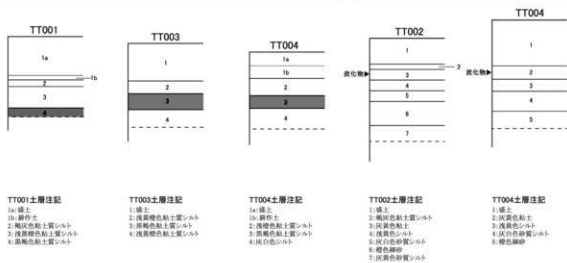 TT001
TT003
TT004
TT002
TT004
1a
1b
2
3
4
1
2
3
4
1a
1b
2
3
4
炭化物
1
2
3
4
5
6
7
炭化物
1
2
3
4
5
TT001土層注記
1a:盛土
1b:耕作土
2:褐灰色粘土質シルト
3:浅黄橙色粘土質シルト
4:黒褐色粘土質シルト
TT003土層注記
1:盛土
2:浅黄橙色粘土質シルト
3:黒褐色粘土質シルト
4:浅黄橙色粘土質シルト
TT004土層注記
1a:盛土
1b:耕作土
2:浅橙色粘土質シルト
3:黒褐色粘土質シルト
4:灰白色シルト
TT002土層注記
1:盛土
2:褐灰色粘土質シルト
3:灰黄色粘土
4:浅黄色シルト
5:灰白色砂質シルト
6:橙色細砂
7:灰黄色砂質シルト
TT004土層注記
1:盛土
2:灰黄色粘土
3:浅黄色シルト
4:灰白色砂質シルト
5:橙色細砂